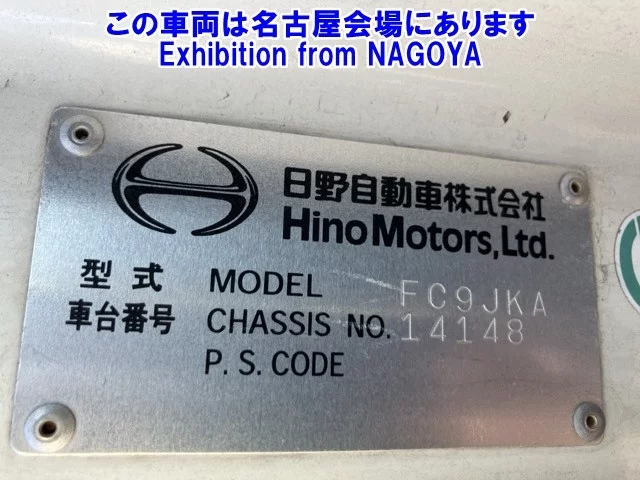 この車両は名古屋会場にあります
Exhibition from NAGOYA
日野自動車株式会社
Hino Motors, Ltd.
型式 MODEL FC9JKA
車台番号 CHASSIS NO. 14148
P. S. CODE